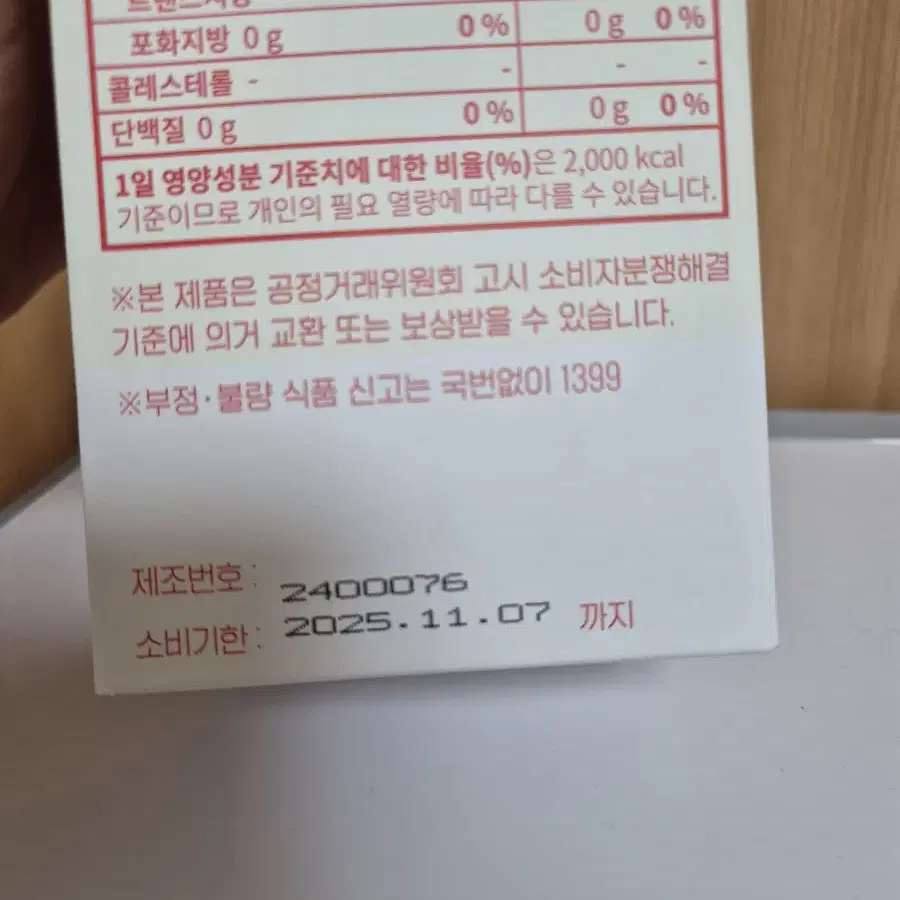 포화지방 0g 0% 0g 0%
콜레스테롤 - - - -
단백질 0g 0% 0g 0%
1일 영양성분 기준치에 대한 비율(%)은 2,000 kcal
기준이므로 개인의 필요 열량에 따라 다를 수 있습니다.
※본 제품은 공정거래위원회 고시 소비자분쟁해결
기준에 의거 교환 또는 보상받을 수 있습니다.
※부정·불량 식품 신고는 국번없이 1399
제조번호 : 2400076
소비기한 : 2025.11.07 까지